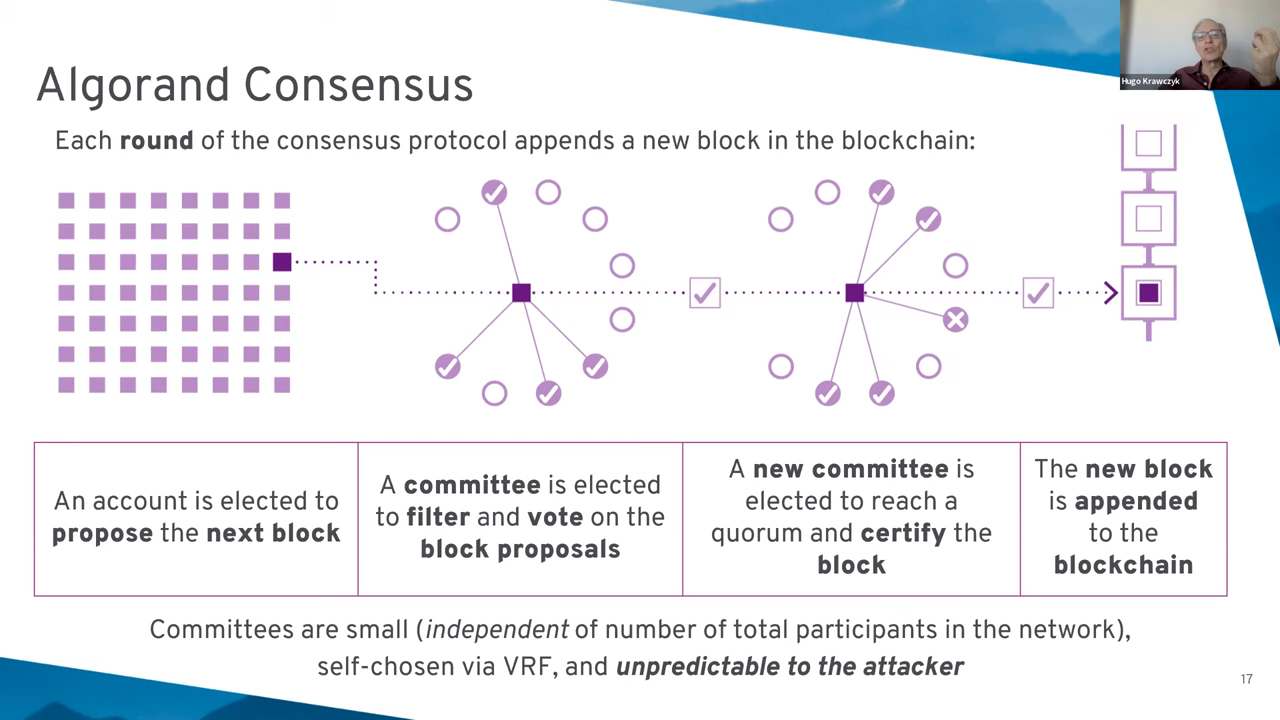 Hugo Krawczyk
Algorand Consensus
Each round of the consensus protocol appends a new block in the blockchain:
An account is elected to
propose the next block
A committee is elected
to filter and vote on the
block proposals
A new committee is
elected to reach a
quorum and certify the
block
The new block
is appended
to the
blockchain
Committees are small (independent of number of total participants in the network),
self-chosen via VRF, and unpredictable to the attacker
17